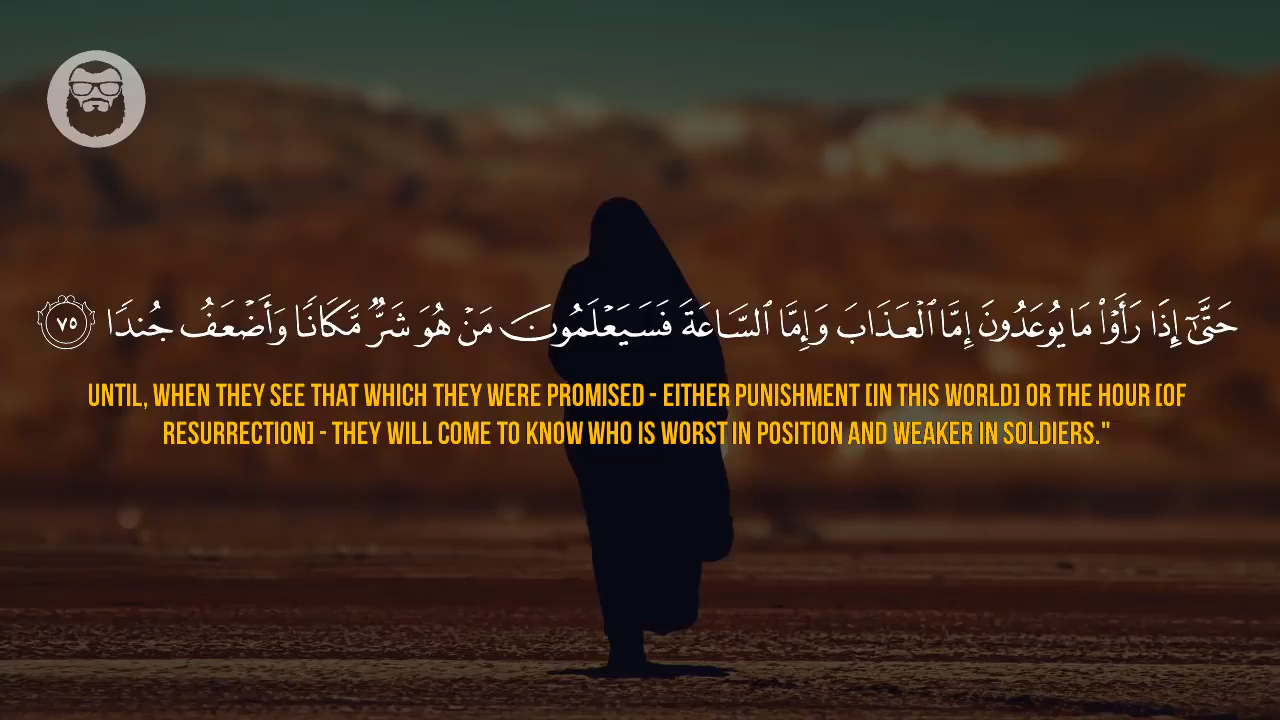 حَتَّىٰٓ إِذَا رَأَوْا۟ مَا يُوعَدُونَ إِمَّا ٱلْعَذَابَ وَإِمَّا ٱلسَّاعَةَ فَسَيَعْلَمُونَ مَنْ هُوَ شَرٌّ مَّكَانًا وَأَضْعَفُ جُندًا ٧٥
UNTIL, WHEN THEY SEE THAT WHICH THEY WERE PROMISED - EITHER PUNISHMENT [IN THIS WORLD] OR THE HOUR [OF
RESURRECTION] - THEY WILL COME TO KNOW WHO IS WORST IN POSITION AND WEAKER IN SOLDIERS."